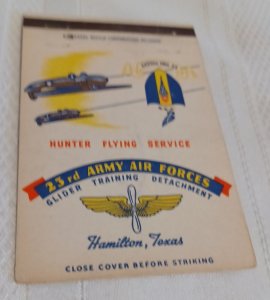 HUNTER FLYING SERVICE
23rd ARMY AIR FORCES
GLIDER TRAINING DETACHMENT
Hamilton, Texas
CLOSE COVER BEFORE STRIKING